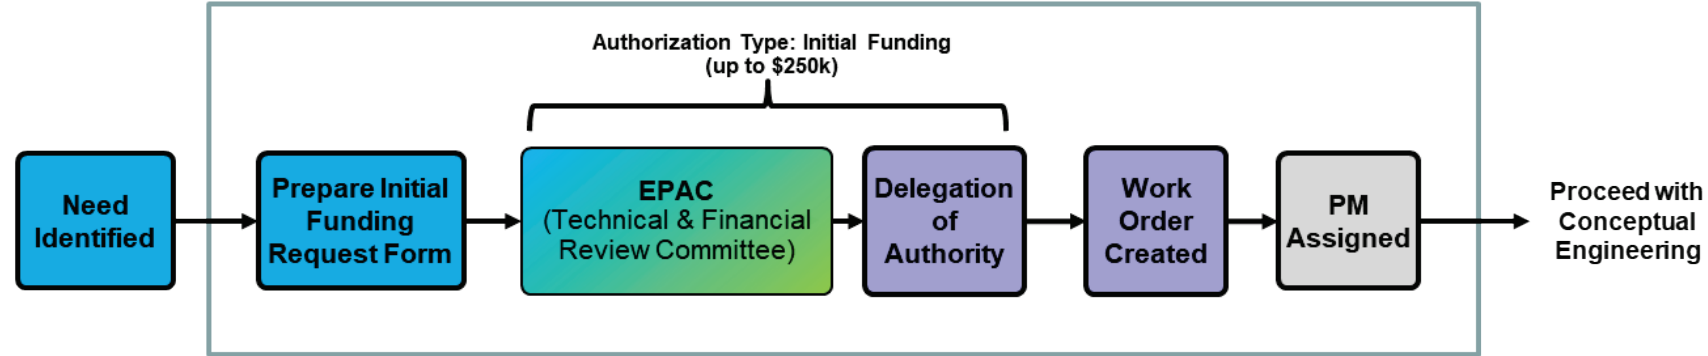 Authorization Type: Initial Funding
(up to $250k)
Need
Identified
Prepare Initial
Funding
Request Form
EPAC
(Technical & Financial
Review Committee)
Delegation
of
Authority
Work
Order
Created
PM
Assigned
Proceed with
Conceptual
Engineering